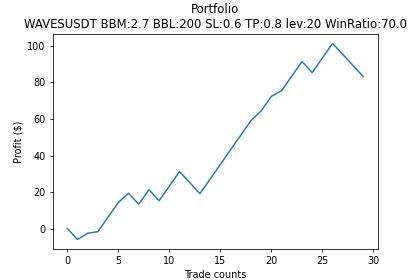 Portfolio
WAVESUSDT BBM:2.7 BBL:200 SL:0.6 TP:0.8 lev:20 WinRatio:70.0
Profit ($)
100
80
60
40
20
0
0 5 10 15 20 25 30
Trade counts